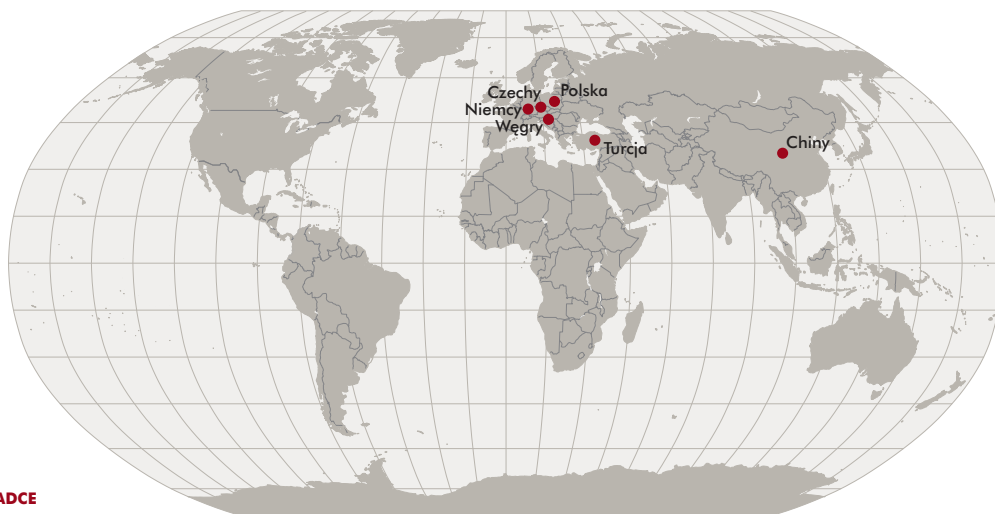 Czechy
Polska
Niemcy
Węgry
Turcja
Chiny
ADCE